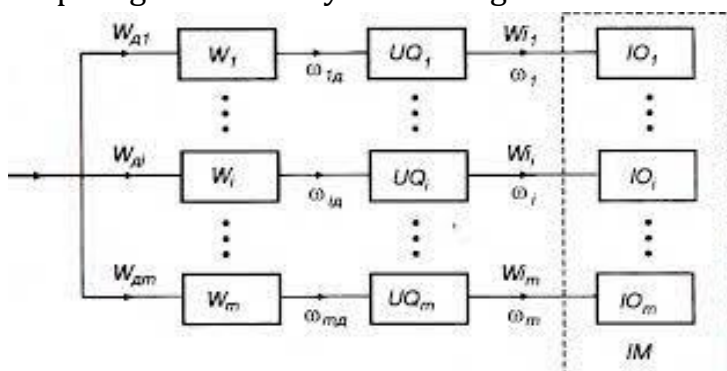 W_д1 W_1 ω_1д UQ_1 Wi_1 ω_1 IO_1
W_дi W_i ω_iд UQ_i Wi_i ω_i IO_i
W_дm W_m ω_mд UQ_m Wi_m ω_m IO_m
IM